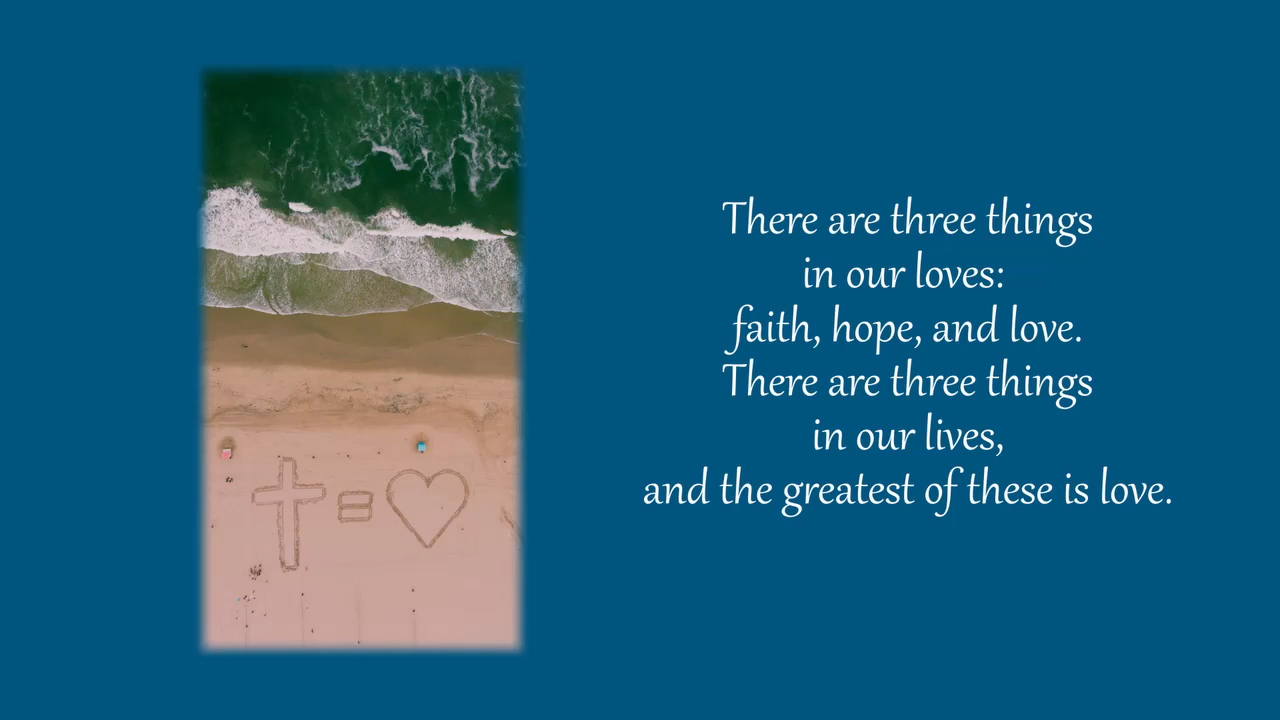 There are three things
in our loves:
faith, hope, and love.
There are three things
in our lives,
and the greatest of these is love.